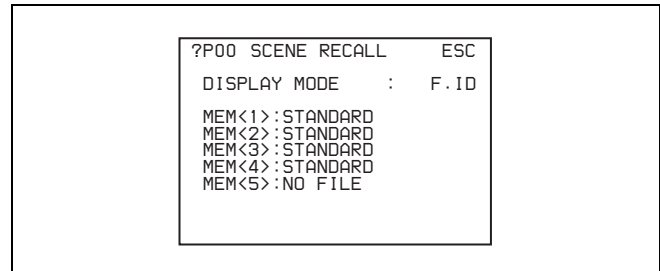 ?P00 SCENE RECALL ESC
DISPLAY MODE : F.ID
MEM<1>:STANDARD
MEM<2>:STANDARD
MEM<3>:STANDARD
MEM<4>:STANDARD
MEM<5>:NO FILE